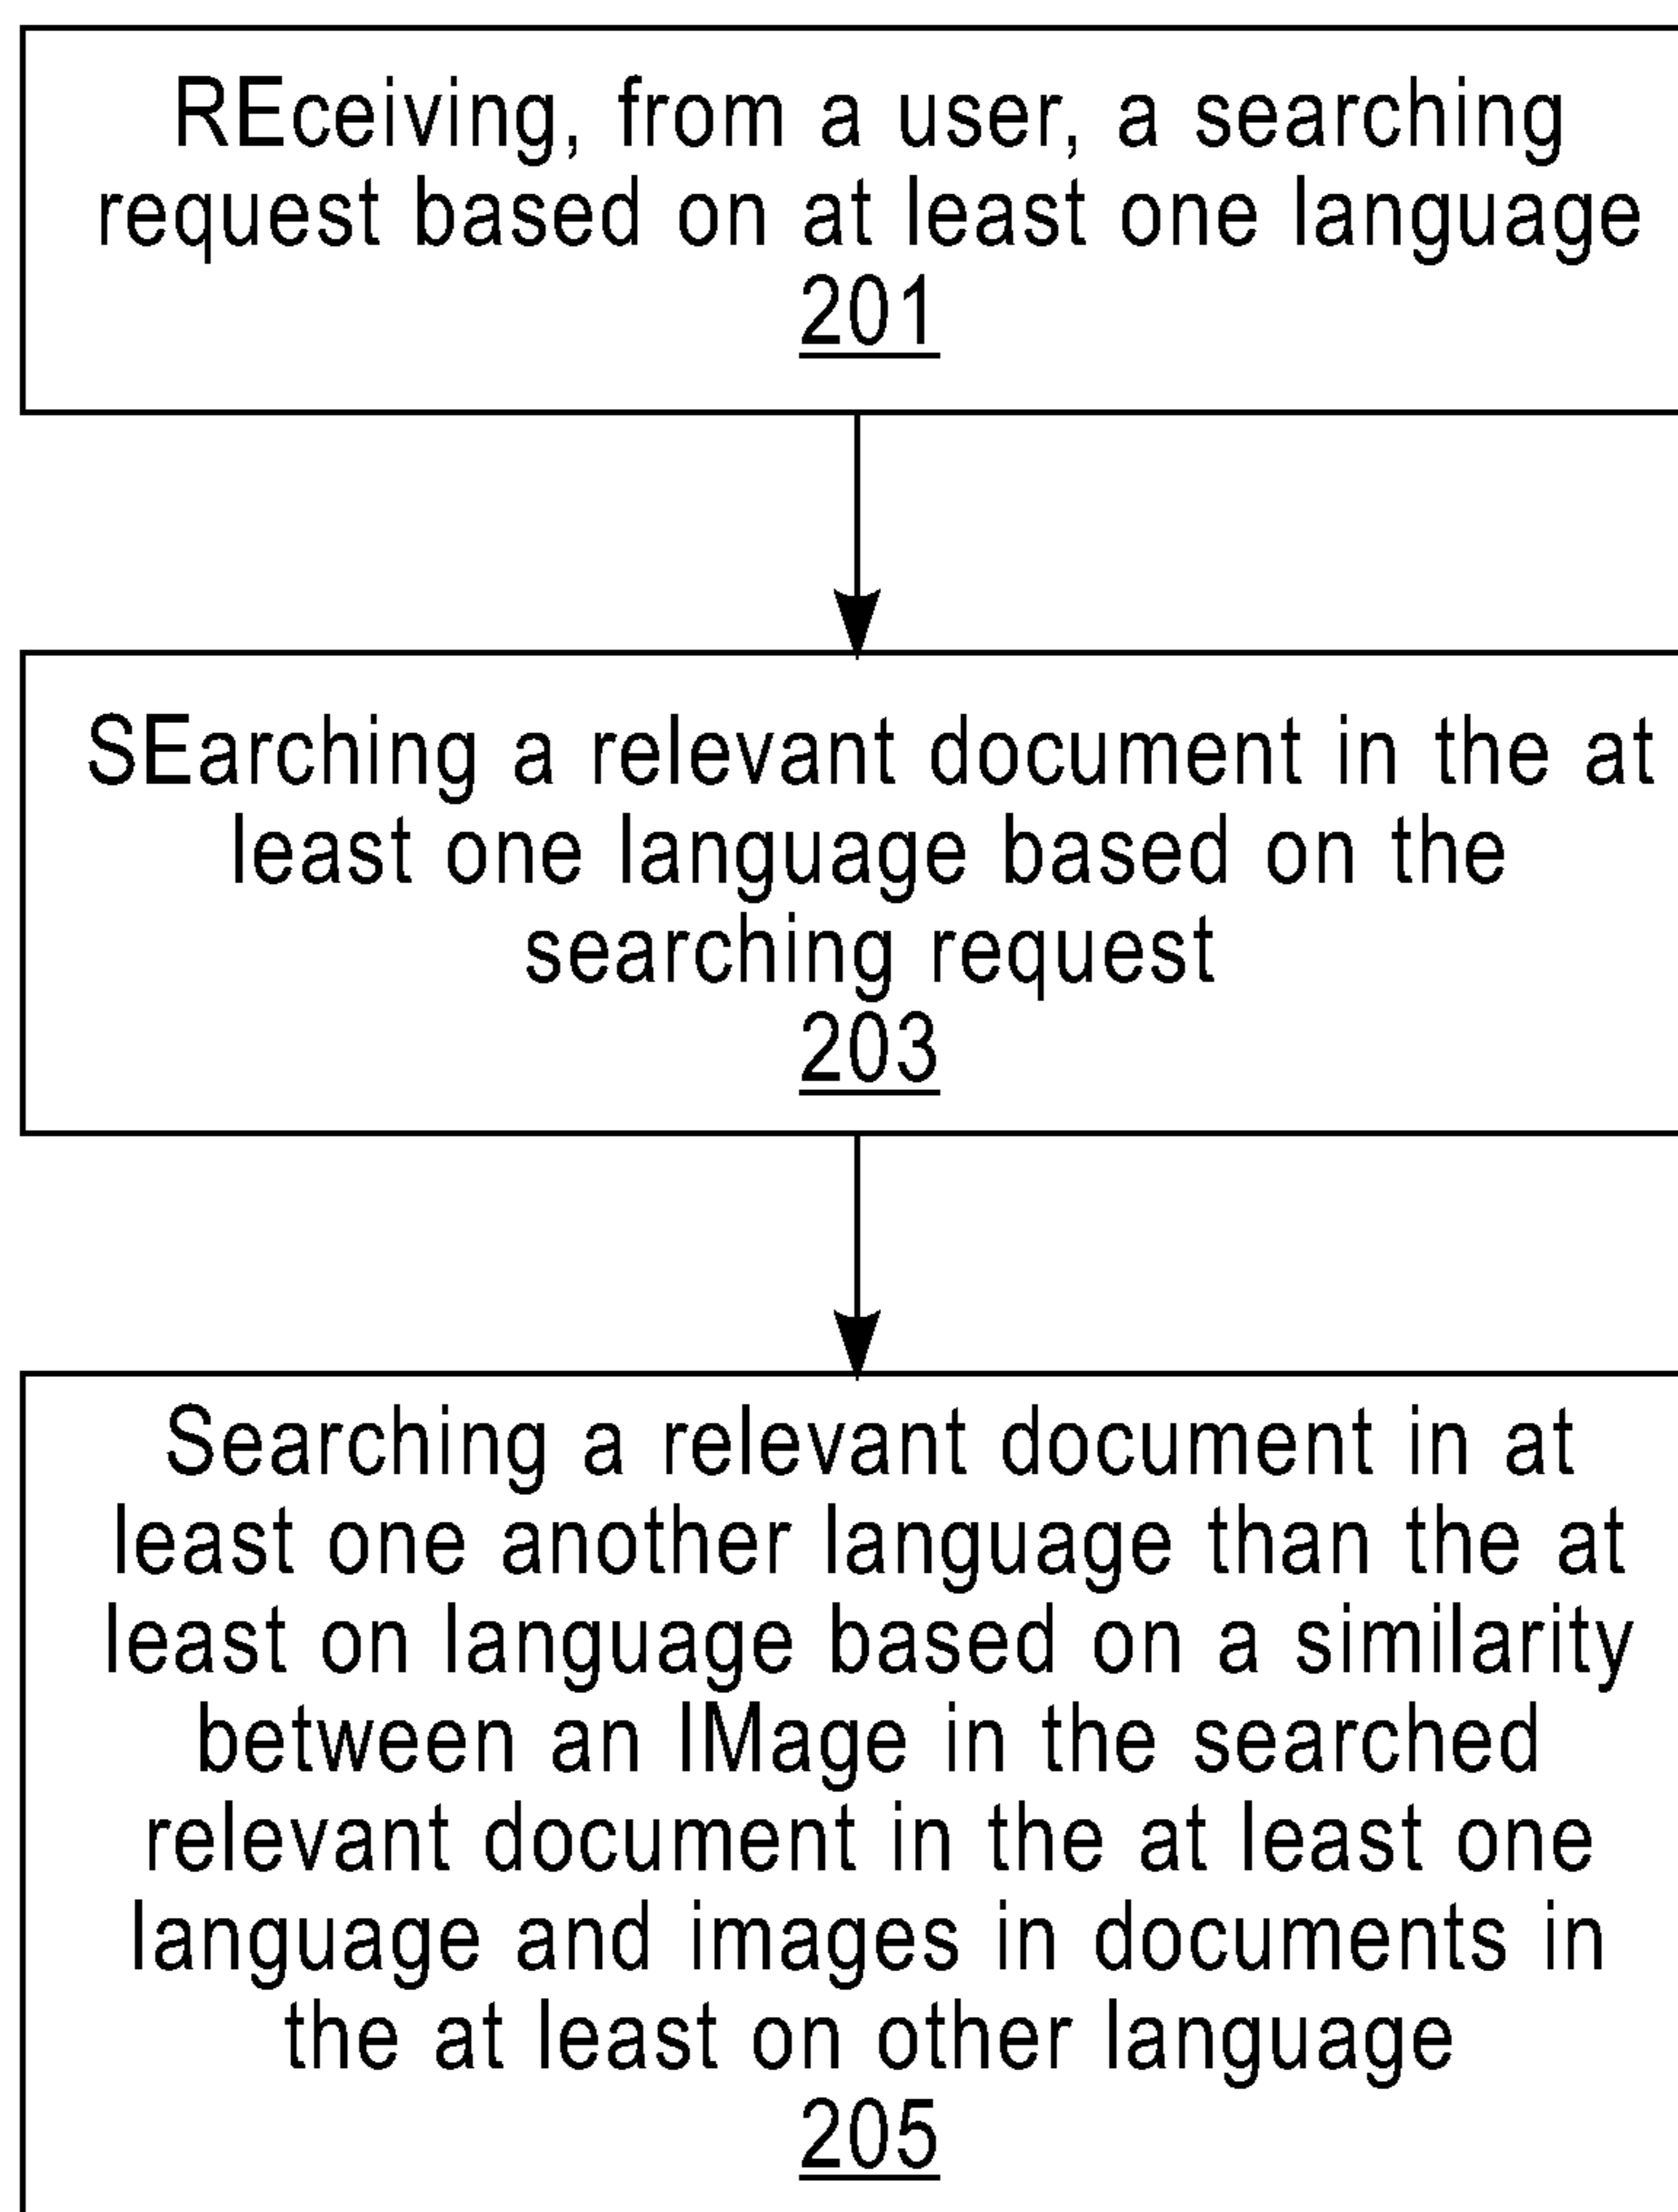 REceiving, from a user, a searching
request based on at least one language
201
SEarching a relevant document in the at
least one language based on the
searching request
203
Searching a relevant document in at
least one another language than the at
least on language based on a similarity
between an IMage in the searched
relevant document in the at least one
language and images in documents in
the at least on other language
205